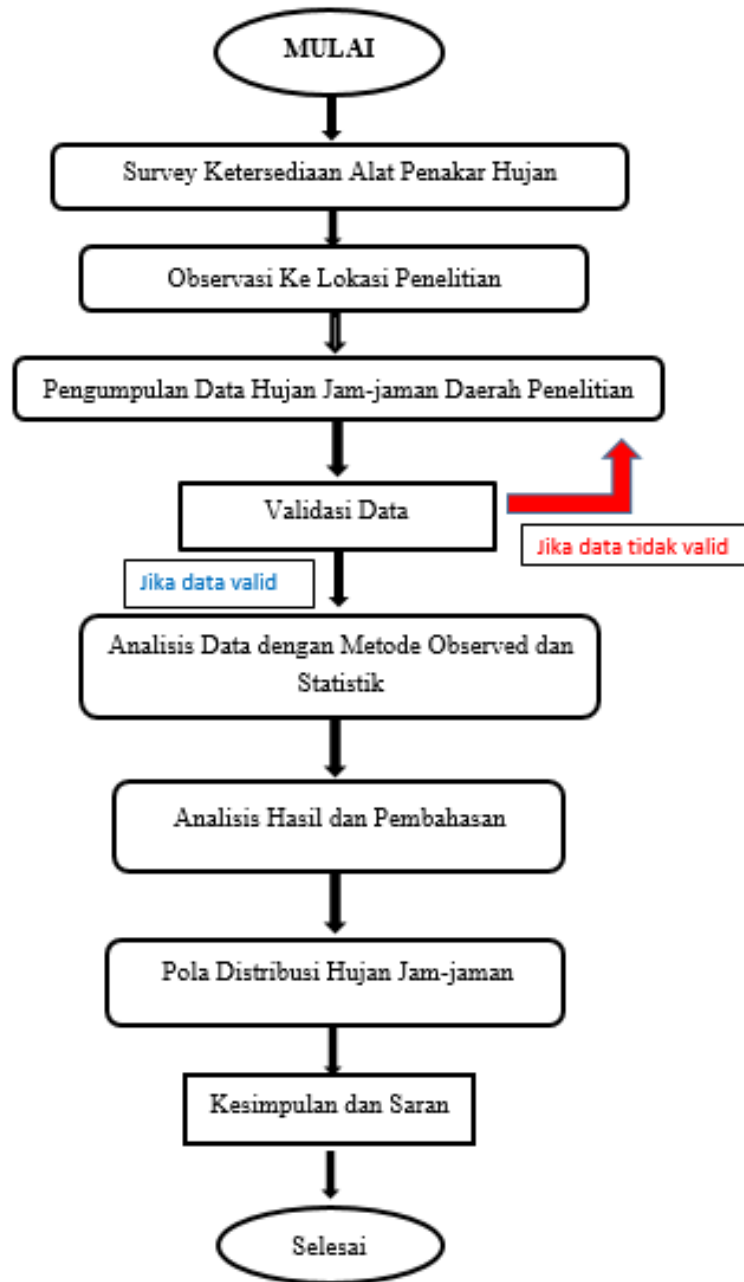 MULAI
Survey Ketersediaan Alat Penakar Hujan
Observasi Ke Lokasi Penelitian
Pengumpulan Data Hujan Jam-jaman Daerah Penelitian
Validasi Data
Jika data tidak valid
Jika data valid
Analisis Data dengan Metode Observed dan
Statistik
Analisis Hasil dan Pembahasan
Pola Distribusi Hujan Jam-jaman
Kesimpulan dan Saran
Selesai